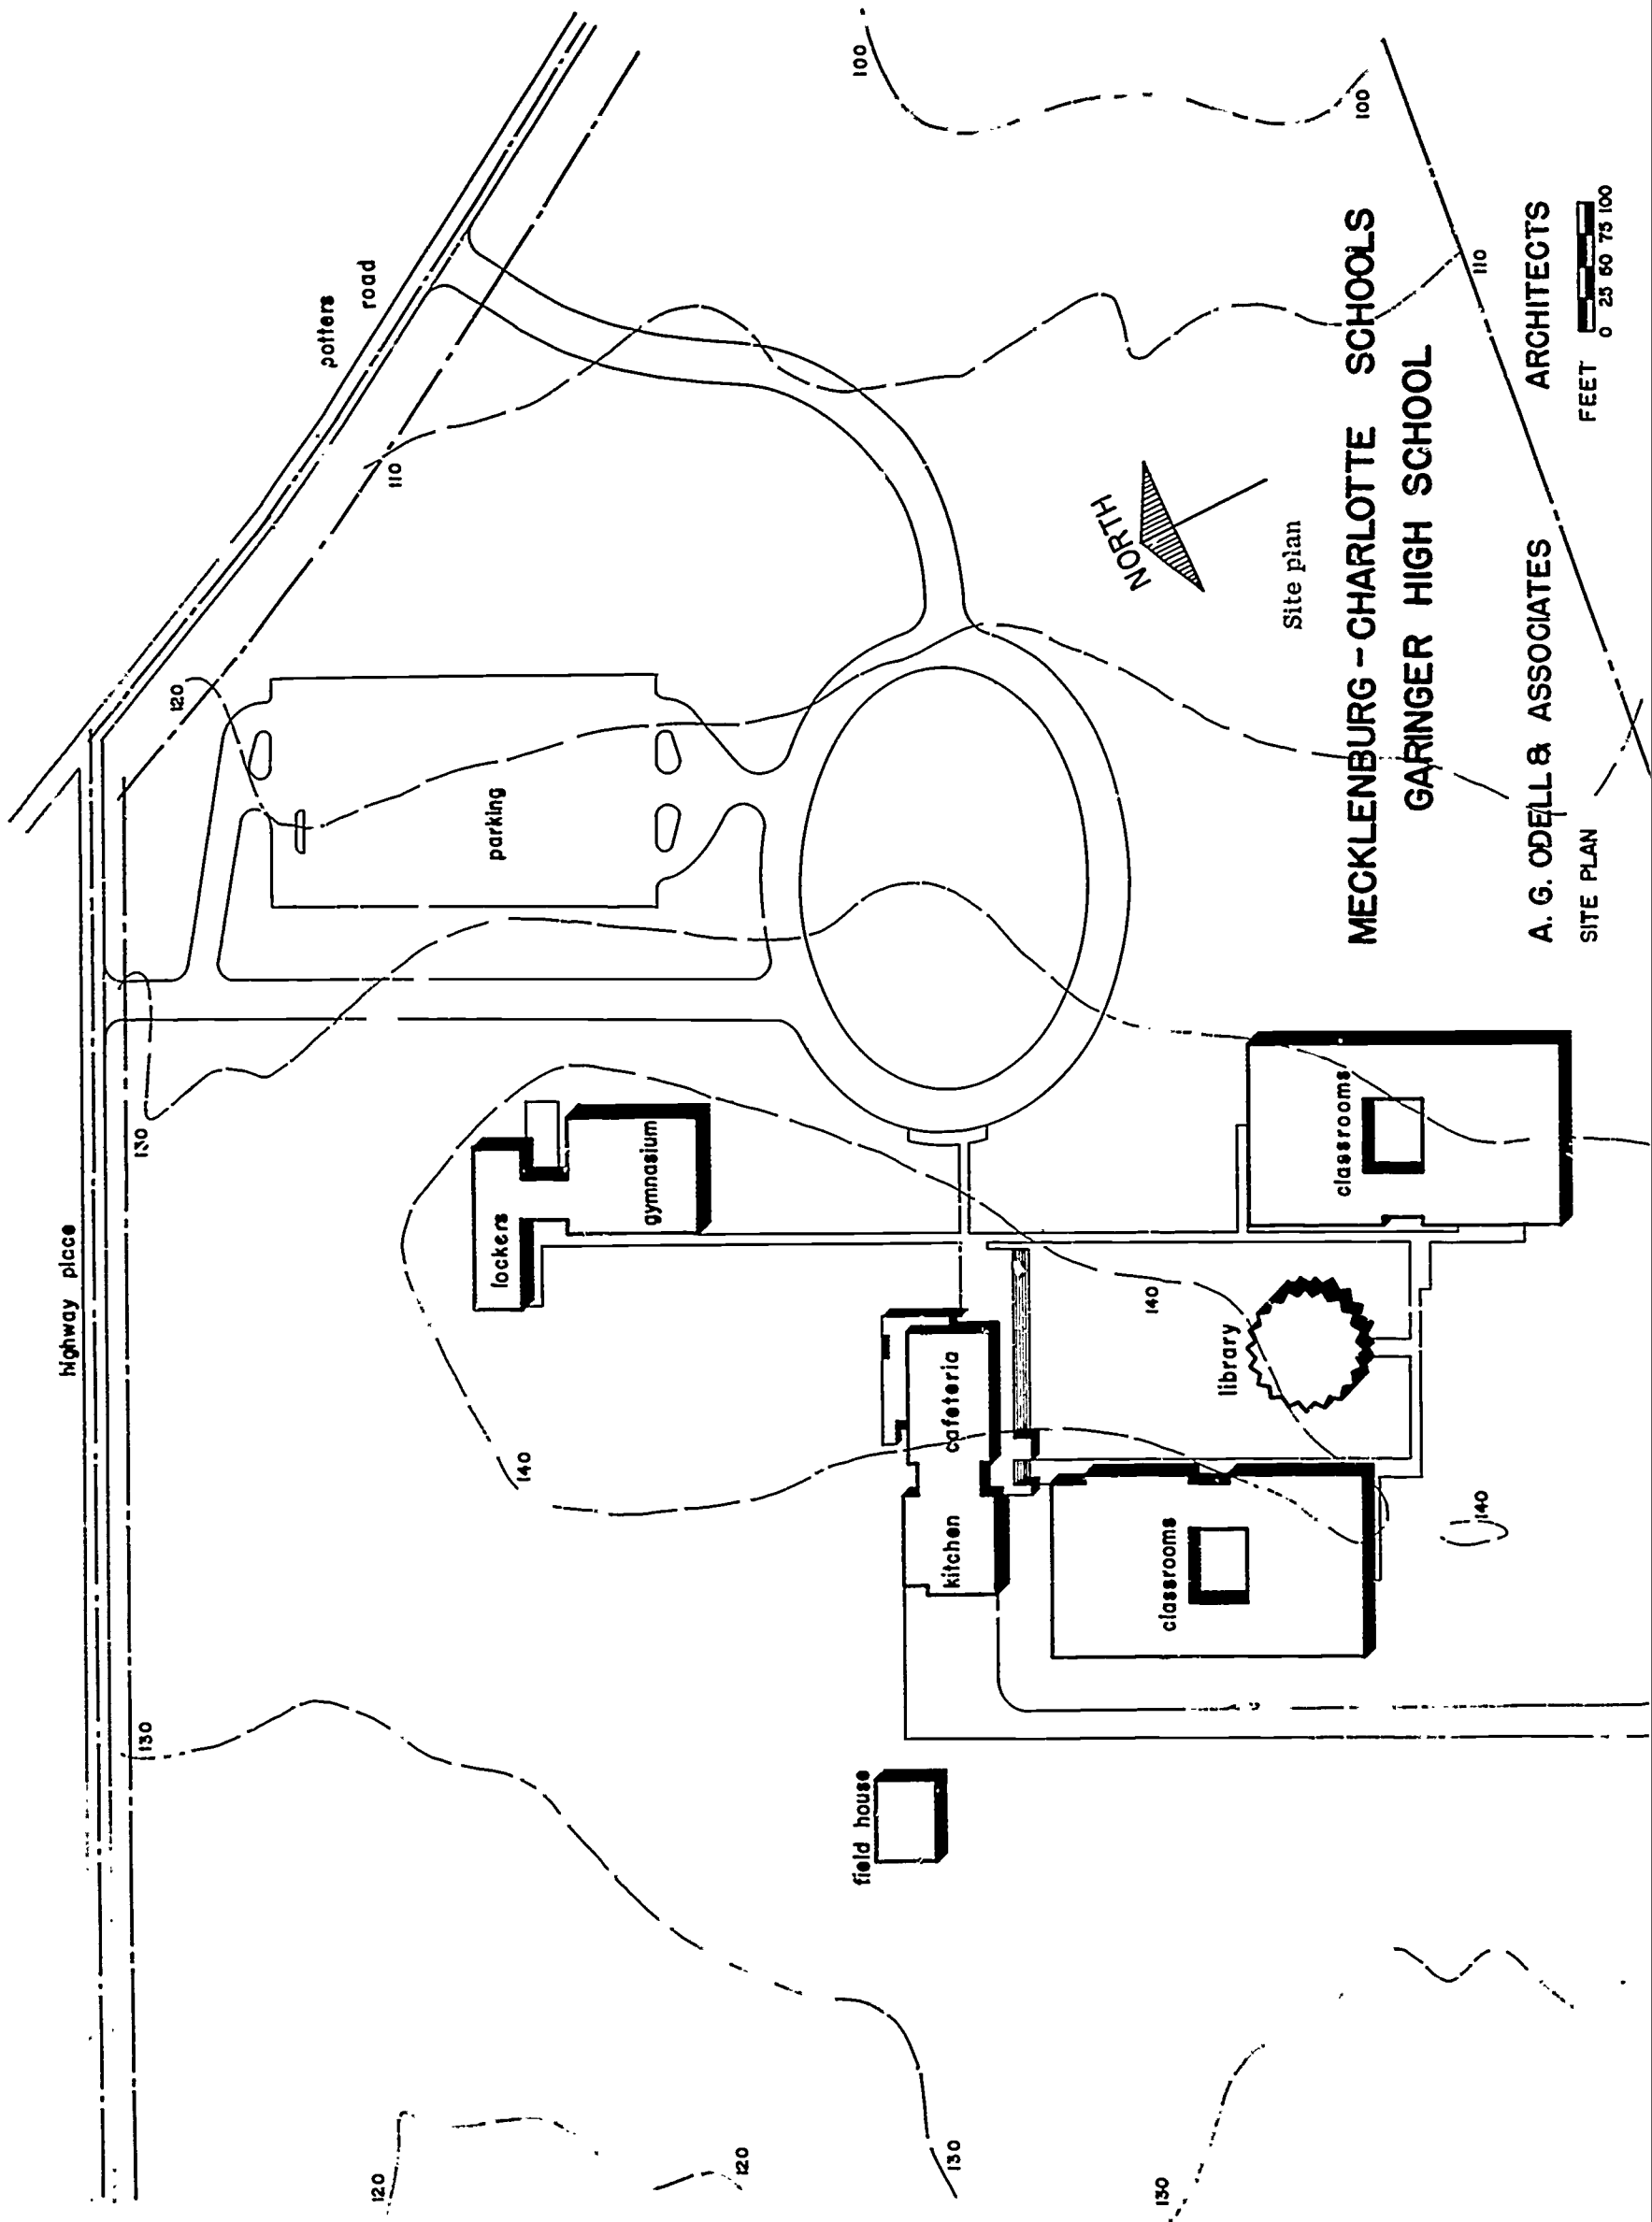 highway place
potters
road
130
130
120
110
100
100
110
120
120
130
130
140
140
140
parking
lockers
gymnasium
cafeteria
kitchen
library
classrooms
classrooms
field house
NORTH
Site plan
MECKLENBURG - CHARLOTTE SCHOOLS
GARINGER HIGH SCHOOL
A. G. ODELL & ASSOCIATES ARCHITECTS
SITE PLAN
FEET
0 25 50 75 100